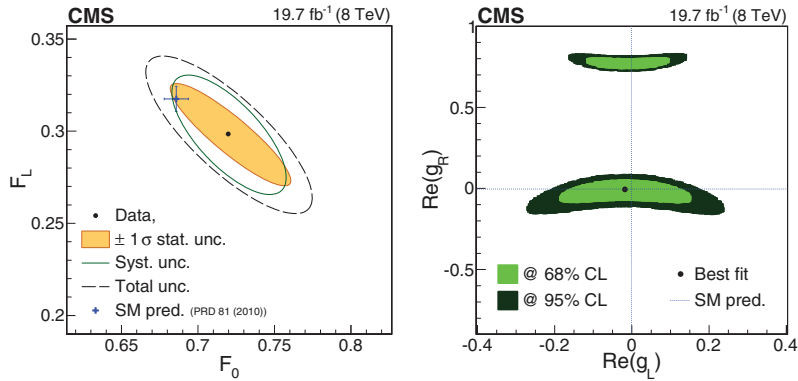 CMS 19.7 fb⁻¹ (8 TeV)
0.35
0.3
0.25
0.2
F_L
Data,
± 1 σ stat. unc.
Syst. unc.
Total unc.
SM pred. (PRD 81 (2010))
0.65 0.7 0.75 0.8
F₀
CMS 19.7 fb⁻¹ (8 TeV)
1
0.5
0
-0.5
Re(g_R)
@ 68% CL Best fit
@ 95% CL SM pred.
-0.4 -0.2 0 0.2 0.4
Re(g_L)